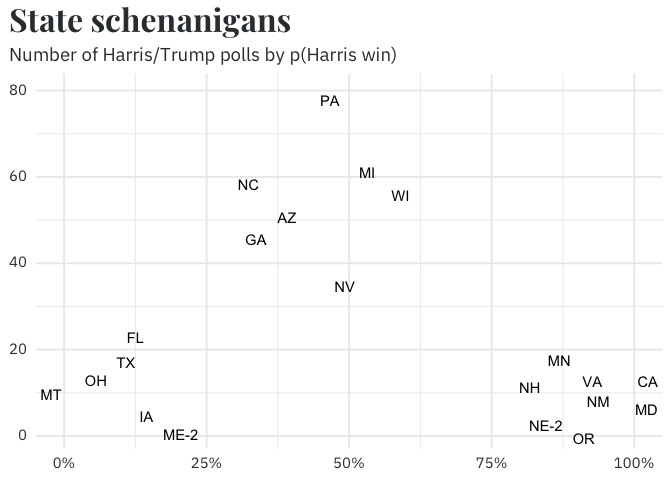 State schenanigans
Number of Harris/Trump polls by p(Harris win)
80
PA
60
MI
NC
WI
AZ
GA
40
NV
20
FL
MN
TX
OH
VA
CA
NH
MT
NM
MD
IA
NE-2
0
ME-2
OR
0%
25%
50%
75%
100%